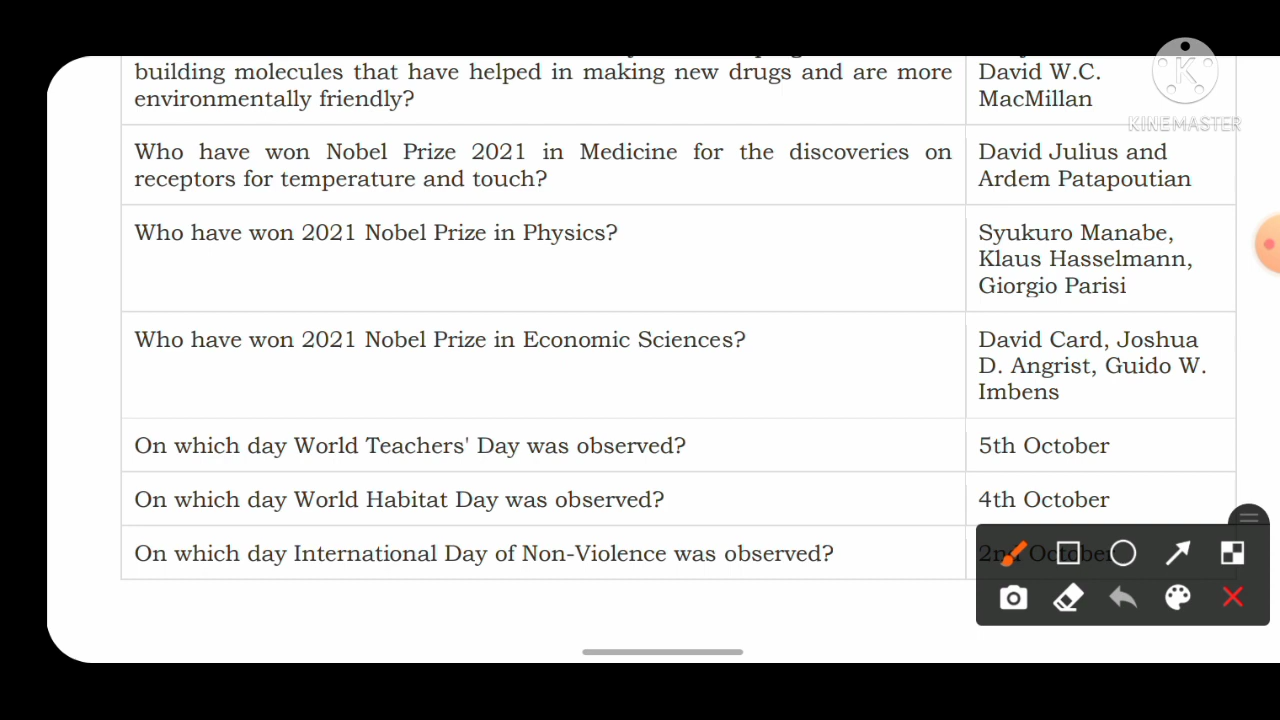 building molecules that have helped in making new drugs and are more
environmentally friendly?
David W.C.
MacMillan
KINEMASTER
Who have won Nobel Prize 2021 in Medicine for the discoveries on
receptors for temperature and touch?
David Julius and
Ardem Patapoutian
Who have won 2021 Nobel Prize in Physics?
Syukuro Manabe,
Klaus Hasselmann,
Giorgio Parisi
Who have won 2021 Nobel Prize in Economic Sciences?
David Card, Joshua
D. Angrist, Guido W.
Imbens
On which day World Teachers' Day was observed?
5th October
On which day World Habitat Day was observed?
4th October
On which day International Day of Non-Violence was observed?
2nd October